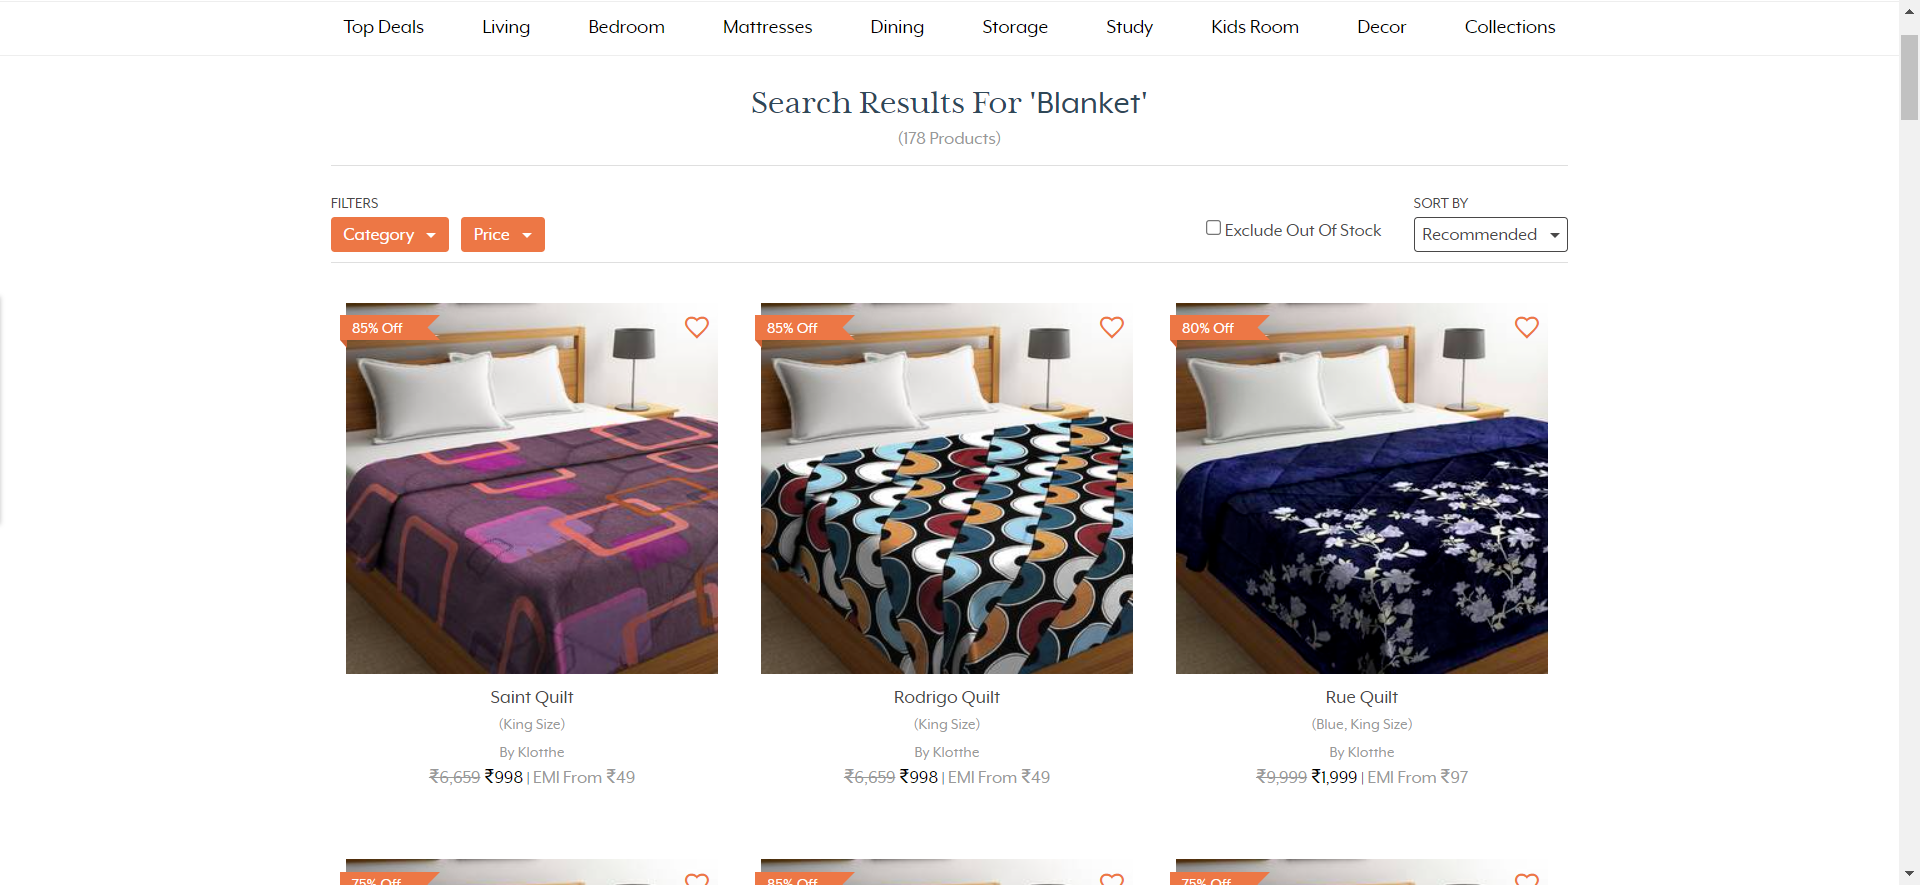 Top Deals Living Bedroom Mattresses Dining Storage Study Kids Room Decor Collections
Search Results For 'Blanket'
(178 Products)
FILTERS
Category Price
Exclude Out Of Stock
SORT BY
Recommended
85% Off
85% Off
80% Off
Saint Quilt
(King Size)
By Klotthe
₹6,659 ₹998 | EMI From ₹49
Rodrigo Quilt
(King Size)
By Klotthe
₹6,659 ₹998 | EMI From ₹49
Rue Quilt
(Blue, King Size)
By Klotthe
₹9,999 ₹1,999 | EMI From ₹97
75% Off
85% Off
75% Off